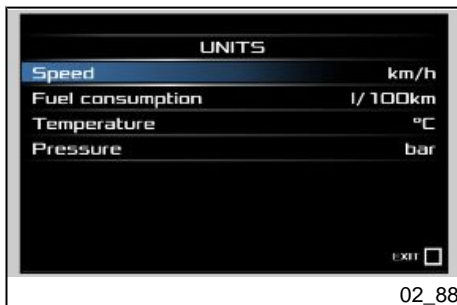 UNITS
Speed km/h
Fuel consumption l/100km
Temperature °C
Pressure bar
EXIT
02_88